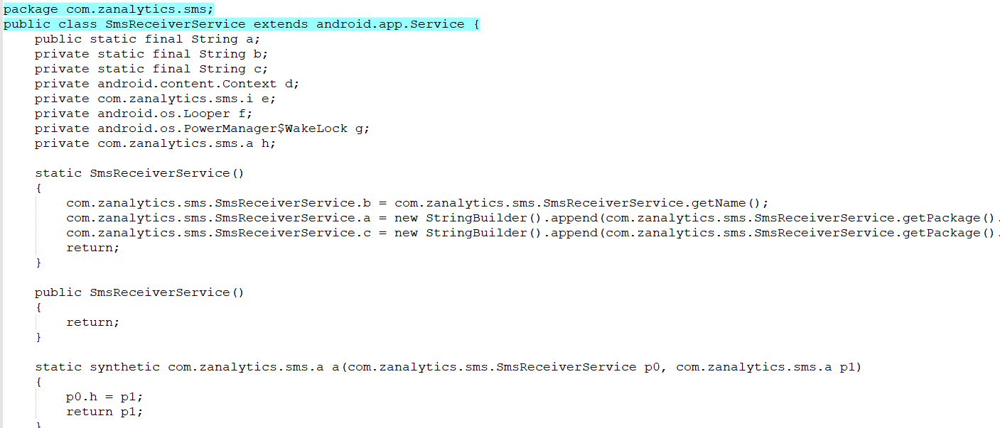 package com.zanalytics.sms;
public class SmsReceiverService extends android.app.Service {
    public static final String a;
    private static final String b;
    private static final String c;
    private android.content.Context d;
    private com.zanalytics.sms.i e;
    private android.os.Looper f;
    private android.os.PowerManager$WakeLock g;
    private com.zanalytics.sms.a h;
    static SmsReceiverService()
    {
        com.zanalytics.sms.SmsReceiverService.b = com.zanalytics.sms.SmsReceiverService.getName();
        com.zanalytics.sms.SmsReceiverService.a = new StringBuilder().append(com.zanalytics.sms.SmsReceiverService.getPackage().
        com.zanalytics.sms.SmsReceiverService.c = new StringBuilder().append(com.zanalytics.sms.SmsReceiverService.getPackage().
        return;
    }
    public SmsReceiverService()
    {
        return;
    }
    static synthetic com.zanalytics.sms.a a(com.zanalytics.sms.SmsReceiverService p0, com.zanalytics.sms.a p1)
    {
        p0.h = p1;
        return p1;
    }